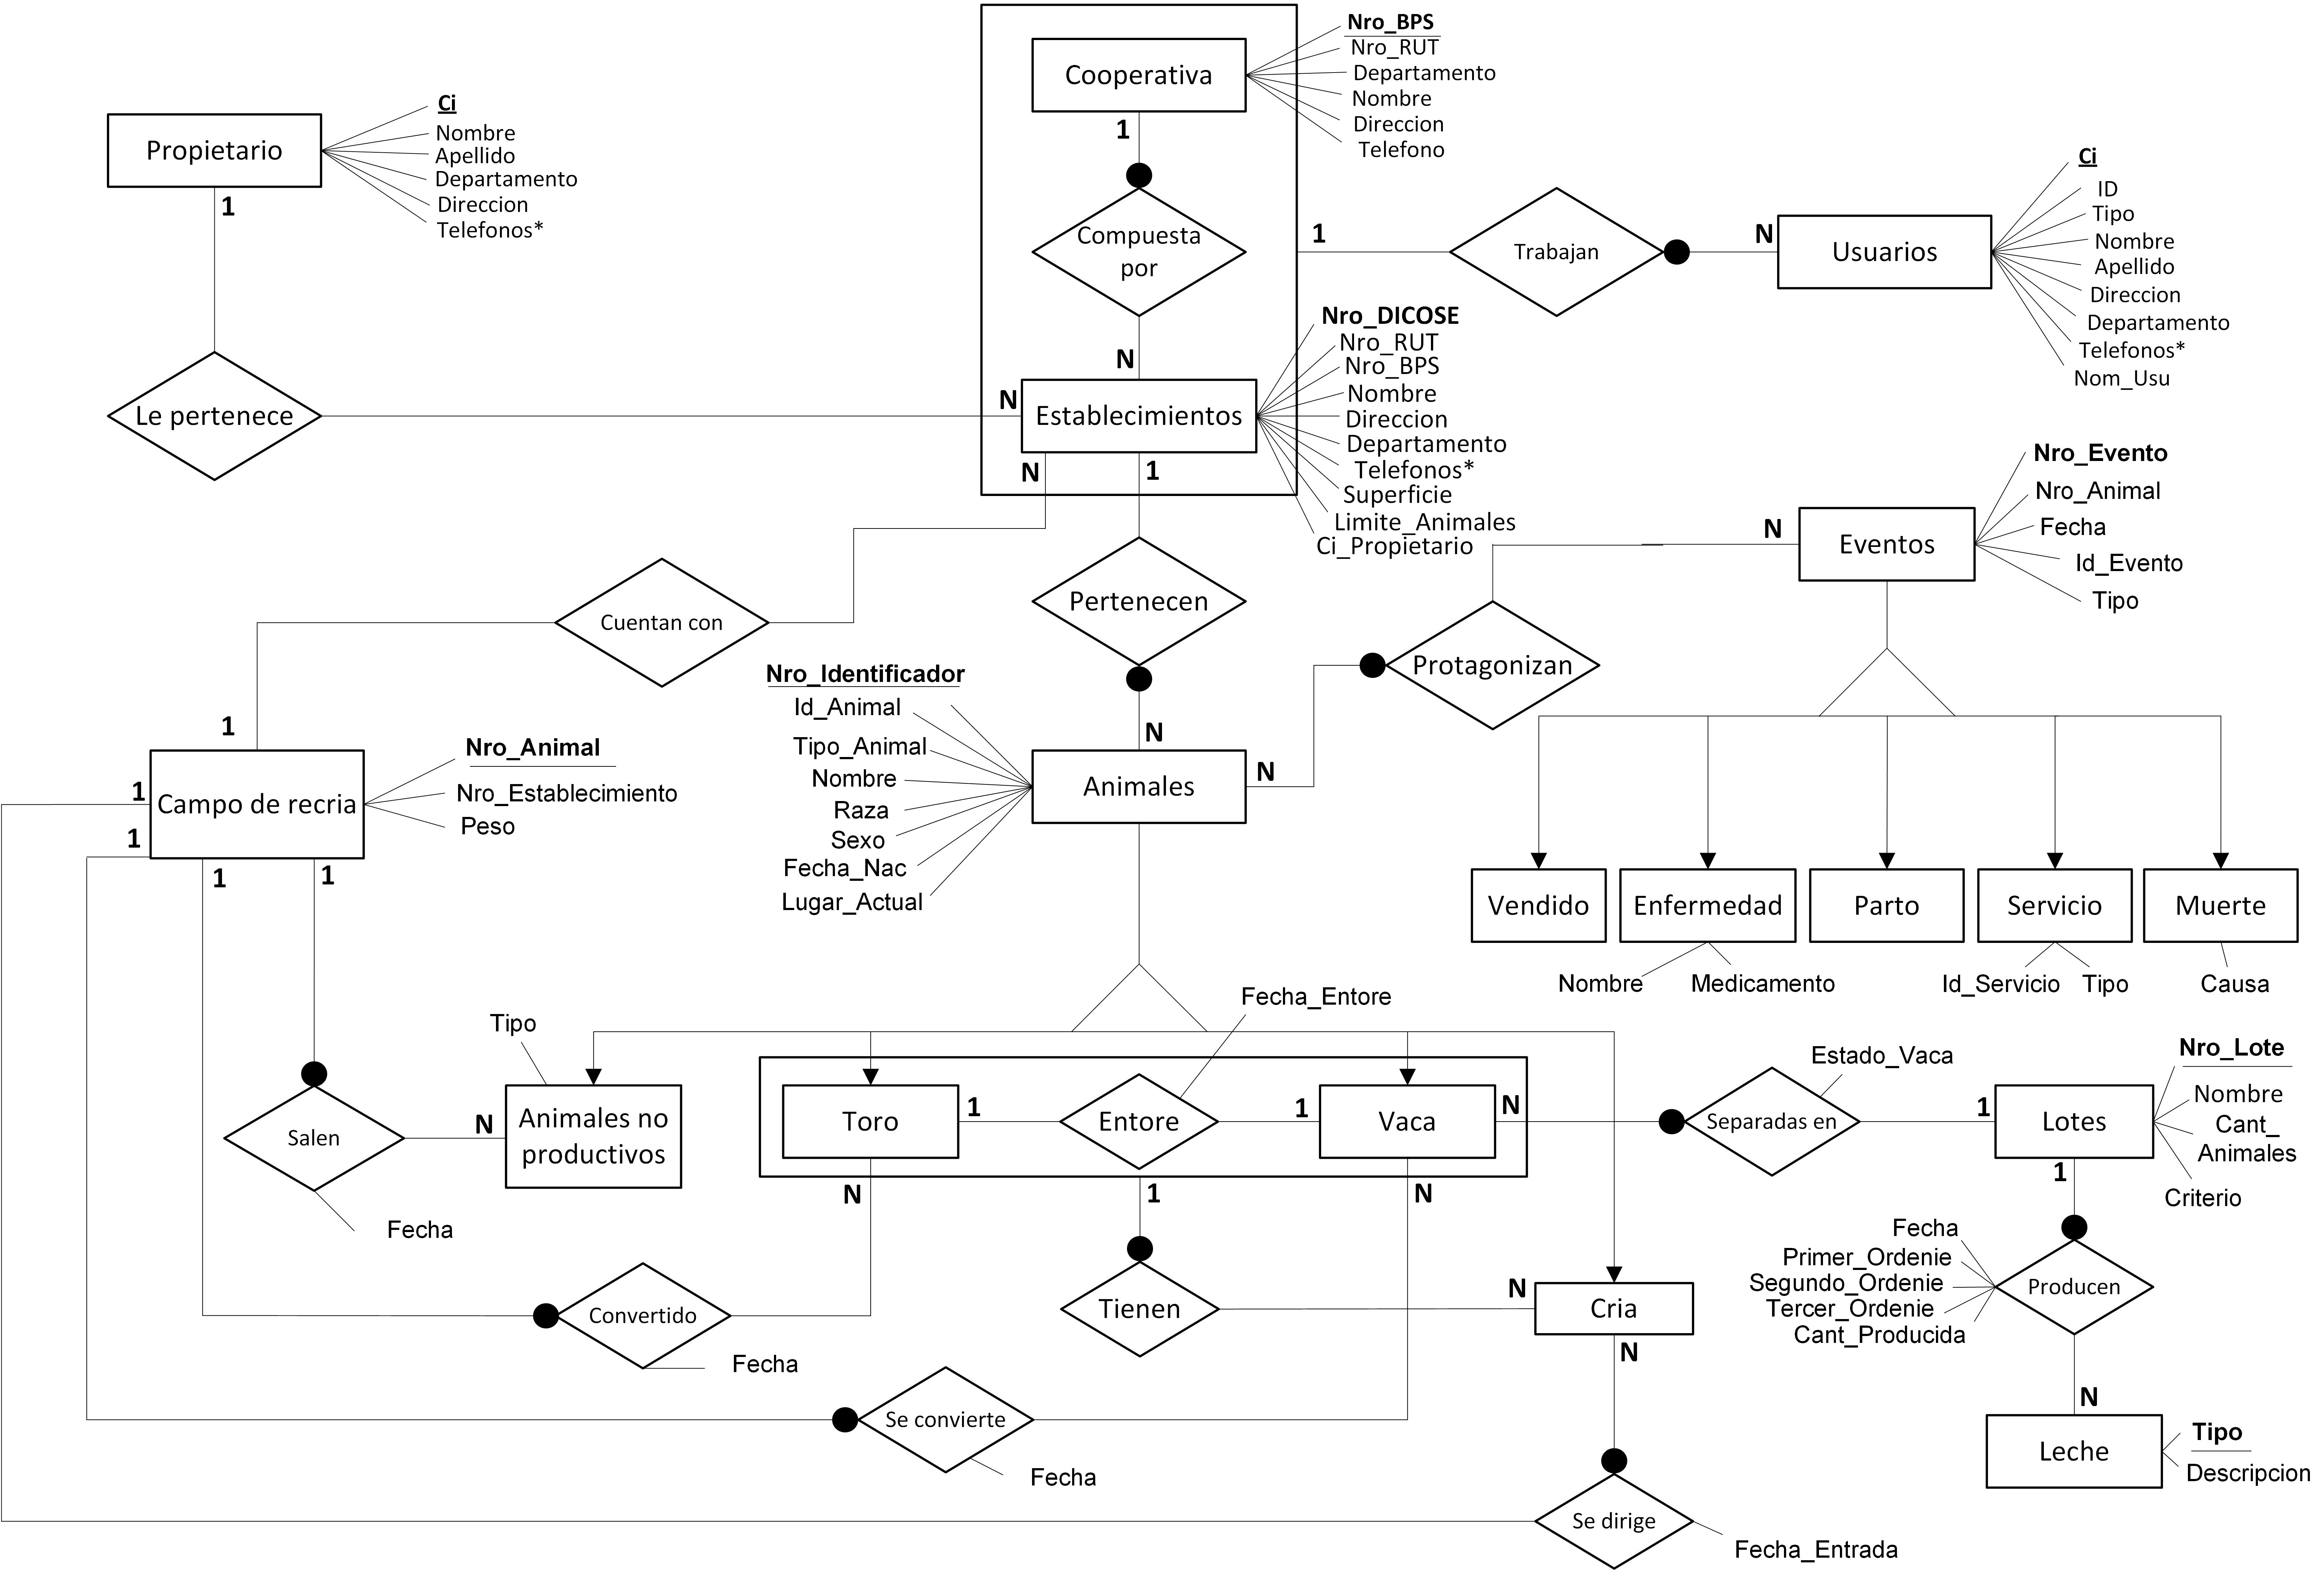 Cooperativa
Nro_BPS
Nro_RUT
Departamento
Nombre
Direccion
Telefono
1
Compuesta
por
N
Propietario
Ci
Nombre
Apellido
Departamento
Direccion
Telefonos*
1
Le pertenece
N
Establecimientos
Nro_DICOSE
Nro_RUT
Nro_BPS
Nombre
Direccion
Departamento
Telefonos*
Superficie
Limite_Animales
Ci_Propietario
1
Trabajan
N
Usuarios
Ci
ID
Tipo
Nombre
Apellido
Direccion
Departamento
Telefonos*
Nom_Usu
N
Cuentan con
1
1
Pertenecen
N
Eventos
Nro_Evento
Nro_Animal
Fecha
Id_Evento
Tipo
N
Protagonizan
N
Animales
Nro_Identificador
Id_Animal
Tipo_Animal
Nombre
Raza
Sexo
Fecha_Nac
Lugar_Actual
Campo de recria
Nro_Animal
Nro_Establecimiento
Peso
1
1
1
1
Vendido
Enfermedad
Parto
Servicio
Muerte
Nombre
Medicamento
Id_Servicio
Tipo
Causa
Salen
N
Fecha
Tipo
Animales no
productivos
Toro
1
Entore
Fecha_Entore
1
Vaca
N
Separadas en
Estado_Vaca
1
Lotes
Nro_Lote
Nombre
Cant_
Animales
Criterio
N
1
N
1
Convertido
Fecha
Tienen
N
Cria
N
Fecha
Primer_Ordenie
Segundo_Ordenie
Tercer_Ordenie
Cant_Producida
Producen
N
Se convierte
Fecha
Leche
Tipo
Descripcion
Se dirige
Fecha_Entrada